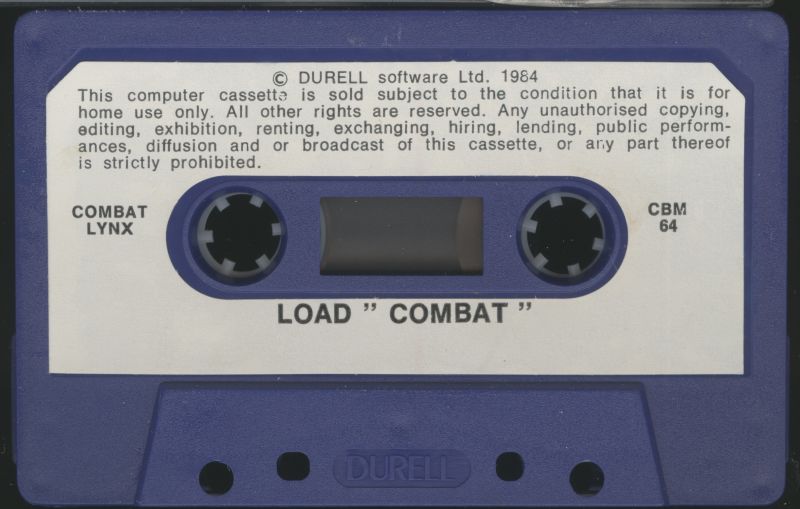 © DURELL software Ltd. 1984
This computer cassette is sold subject to the condition that it is for
home use only. All other rights are reserved. Any unauthorised copying,
editing, exhibition, renting, exchanging, hiring, lending, public perform-
ances, diffusion and or broadcast of this cassette, or any part thereof
is strictly prohibited.
COMBAT
LYNX
CBM
64
LOAD ” COMBAT ”
DURELL